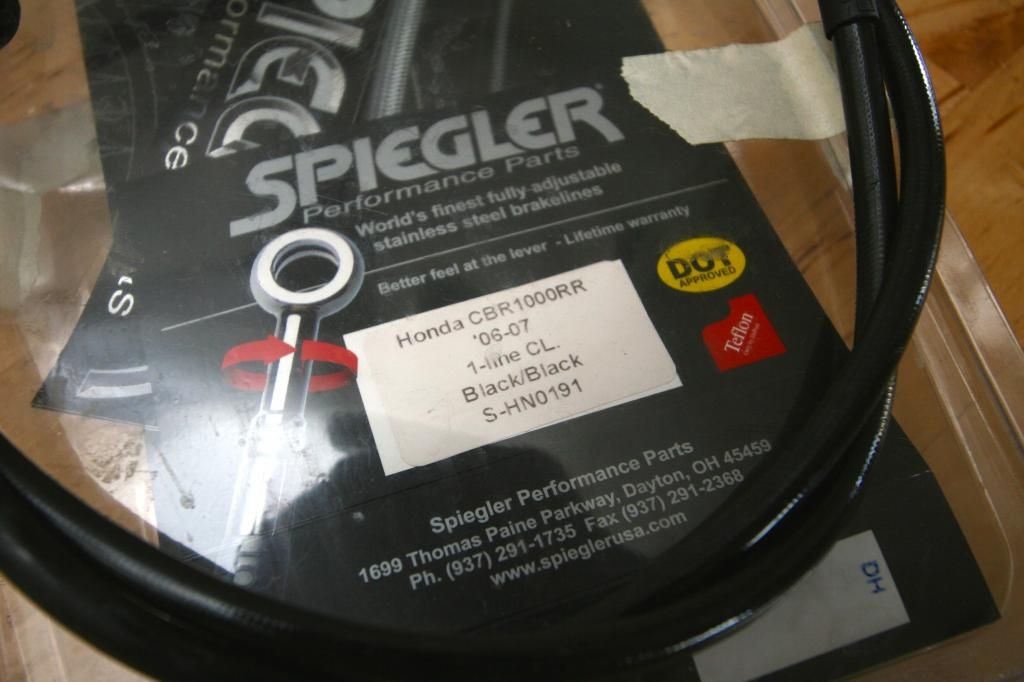 ormance
SPIEGLER
Performance Parts
World's finest fully adjustable
stainless steel brakelines
Better feel at the lever - Lifetime warranty
DOT
APPROVED
Teflon
Honda CBR1000RR
'06-07
1-line CL.
Black/Black
S-HN0191
Spiegler Performance Parts
1699 Thomas Paine Parkway, Dayton, OH 45459
Ph. (937) 291-1735 Fax (937) 291-2368
www.spieglerusa.com
DH